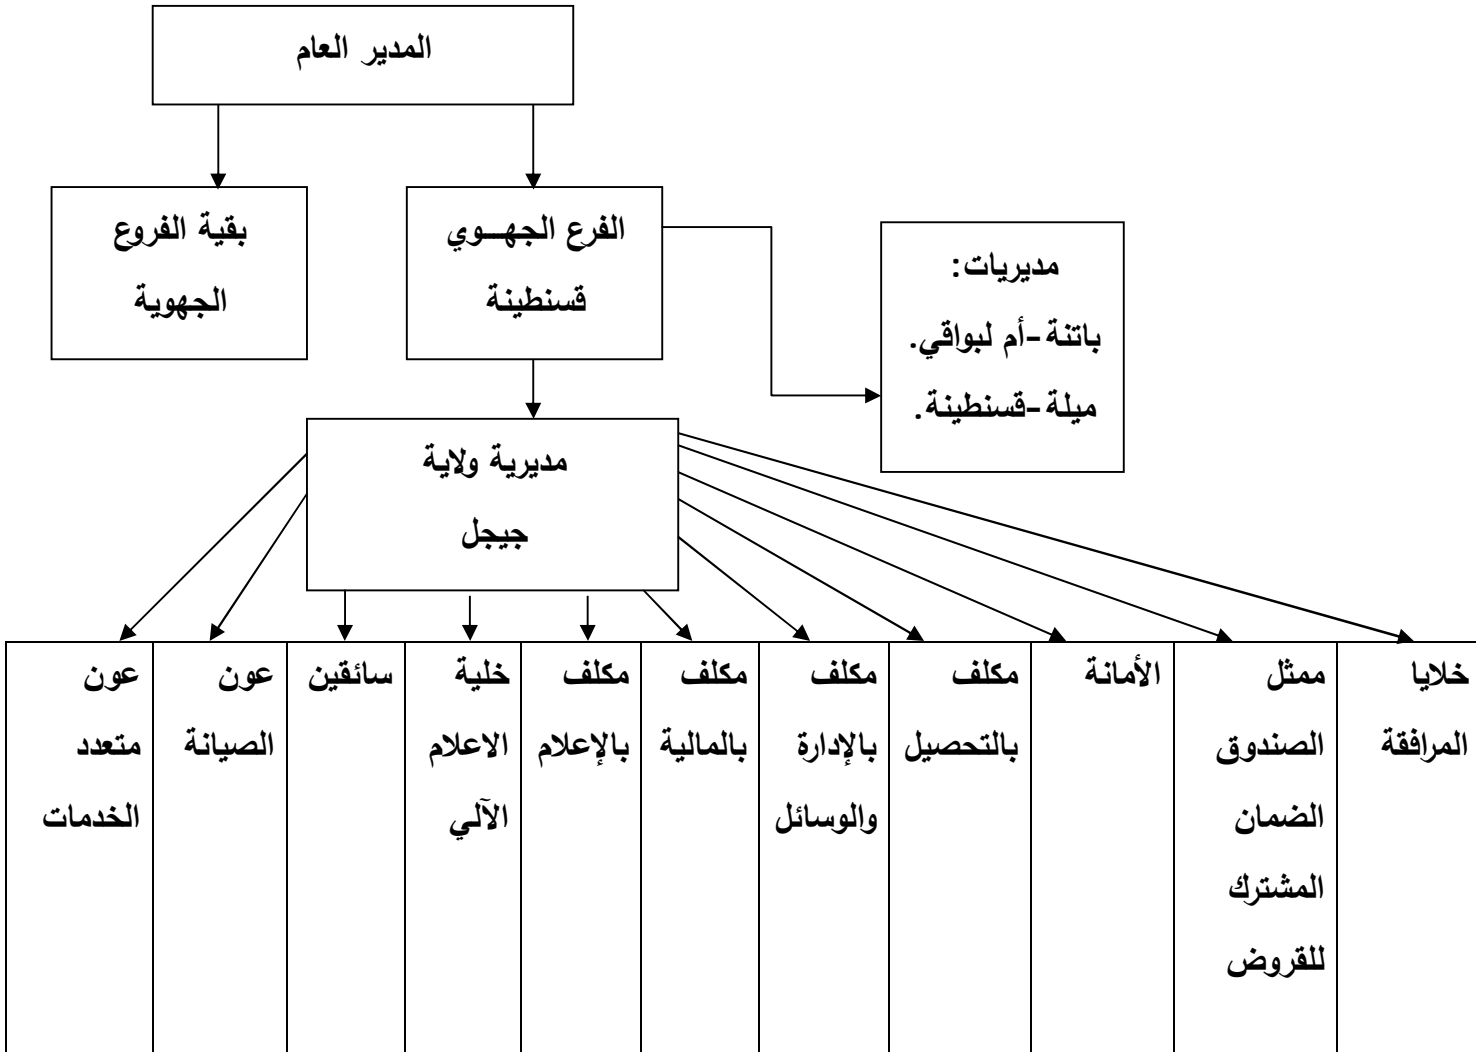 المدير العام
الفرع الجهـــوي
قسنطينة
بقية الفروع
الجهوية
مديريات:
باتنة-أم لبواقي.
ميلة-قسنطينة.
مديرية ولاية
جيجل
خلايا
المرافقة
ممثل
الصندوق
الضمان
المشترك
للقروض
الأمانة
مكلف
بالتحصيل
مكلف
بالإدارة
والوسائل
مكلف
بالمالية
مكلف
بالإعلام
خلية
الاعلام
الآلي
سائقين
عون
الصيانة
عون
متعدد
الخدمات